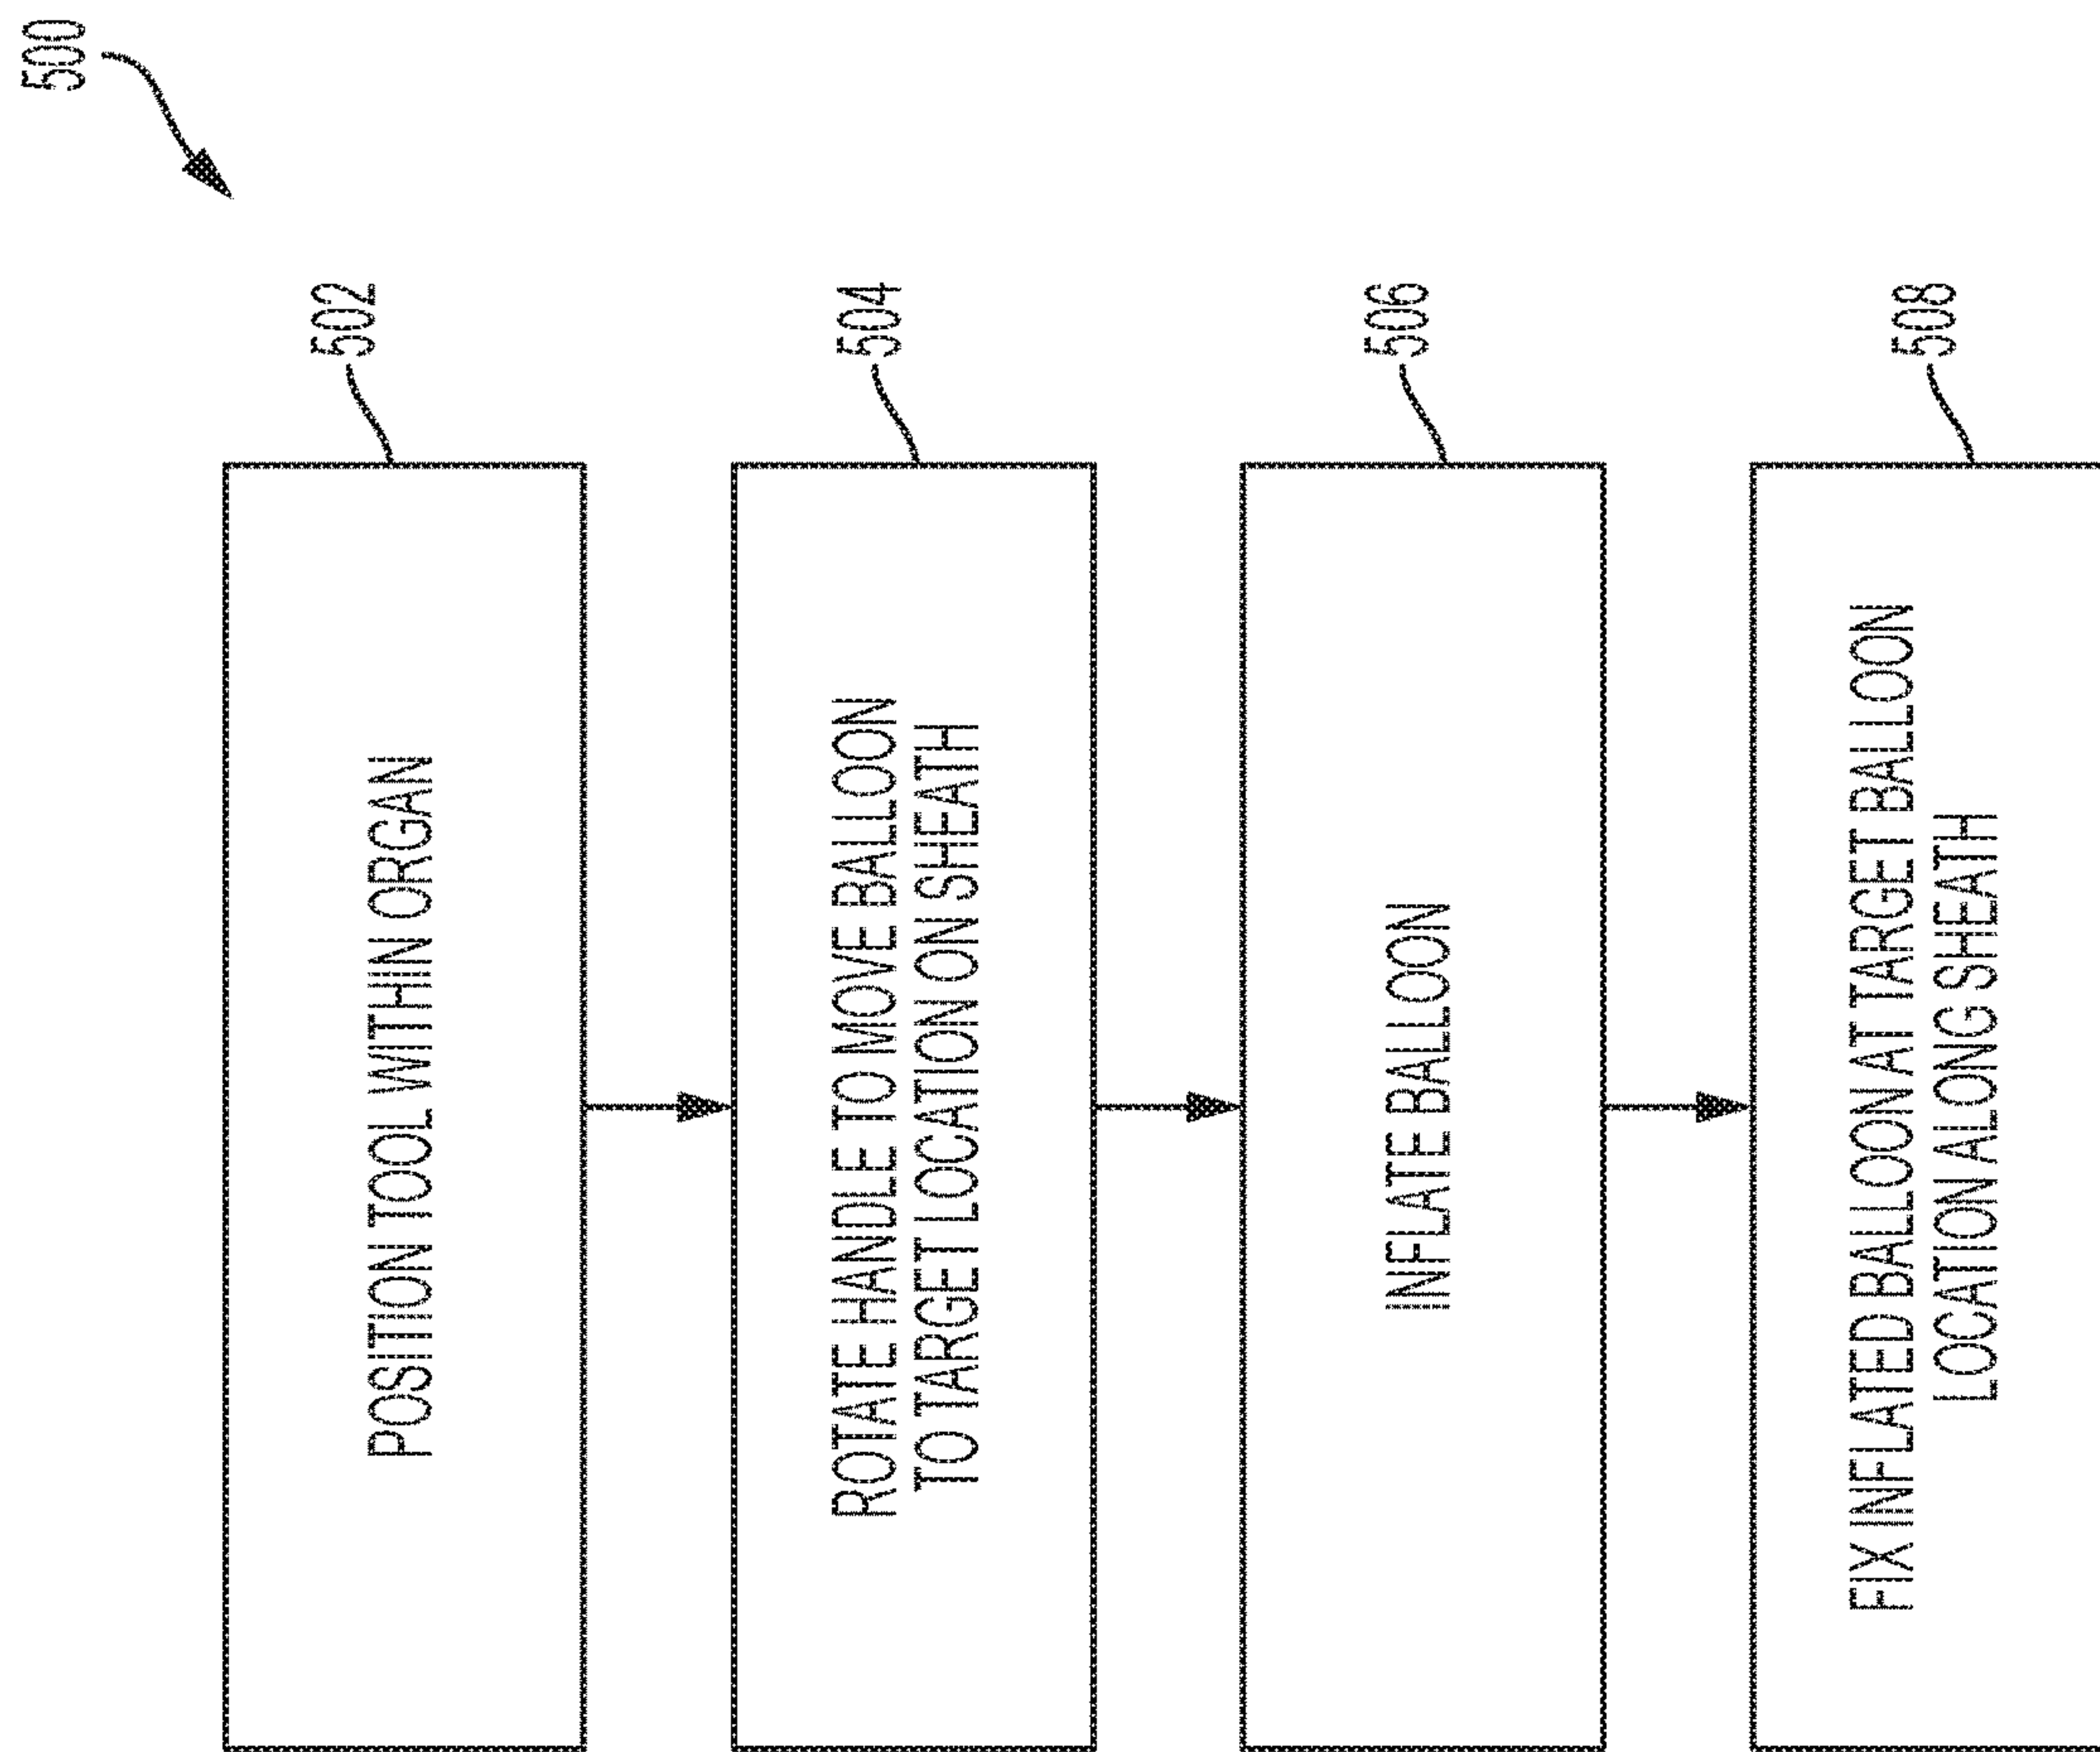 500
502
POSITION TOOL WITHIN ORGAN
504
ROTATE HANDLE TO MOVE BALLOON
TO TARGET LOCATION ON SHEATH
506
INFLATE BALLOON
508
FIX INFLATED BALLOON AT TARGET BALLOON
LOCATION ALONG SHEATH